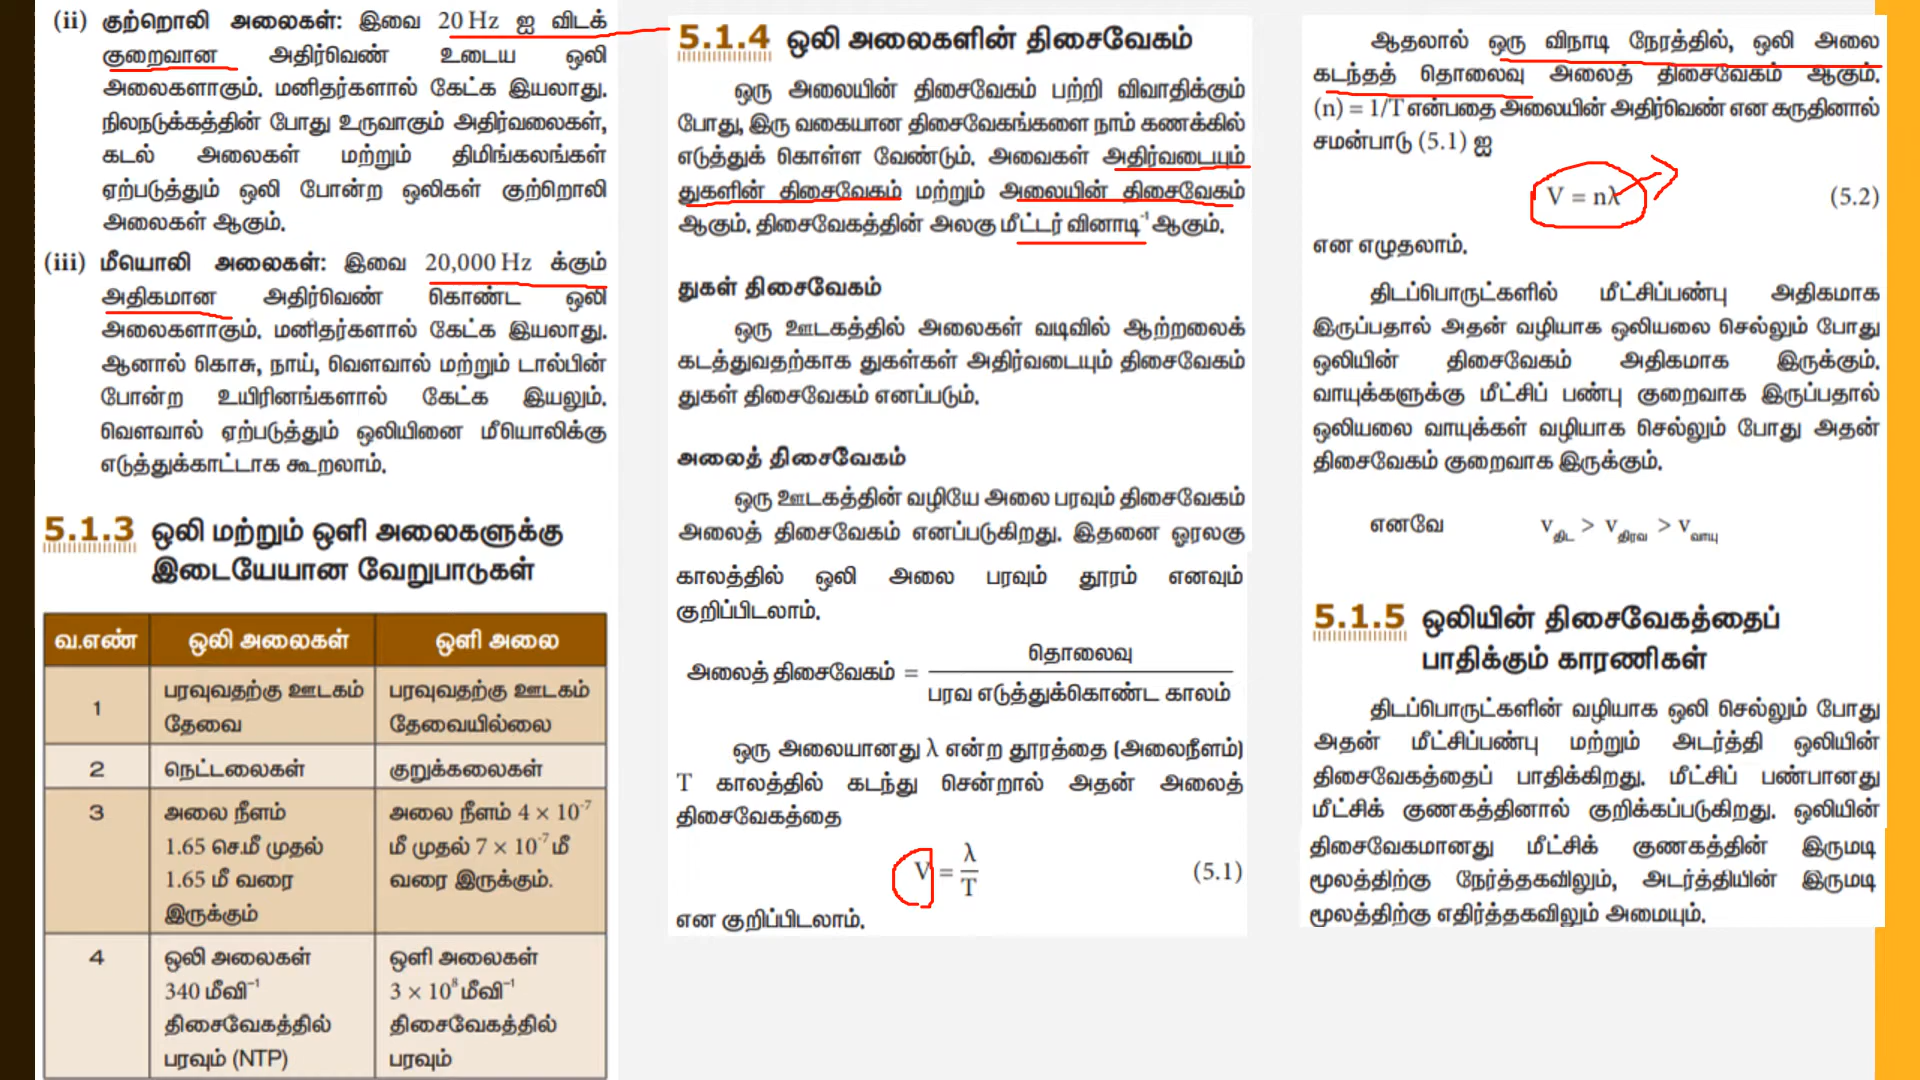 (ii) குற்றொலி அலைகள்: இவை 20 Hz ஐ விடக்
குறைவான அதிர்வெண் உடைய ஒலி
அலைகளாகும். மனிதர்களால் கேட்க இயலாது.
நிலநடுக்கத்தின் போது உருவாகும் அதிர்வலைகள்,
கடல் அலைகள் மற்றும் திமிங்கலங்கள்
ஏற்படுத்தும் ஒலி போன்ற ஒலிகள் குற்றொலி
அலைகள் ஆகும்.
(iii) மீயொலி அலைகள்: இவை 20,000 Hz க்கும்
அதிகமான அதிர்வெண் கொண்ட ஒலி
அலைகளாகும். மனிதர்களால் கேட்க இயலாது.
ஆனால் கொசு, நாய், வௌவால் மற்றும் டால்பின்
போன்ற உயிரினங்களால் கேட்க இயலும்.
வௌவால் ஏற்படுத்தும் ஒலியினை மீயொலிக்கு
எடுத்துக்காட்டாக கூறலாம்.
5.1.3 ஒலி மற்றும் ஒளி அலைகளுக்கு
இடையேயான வேறுபாடுகள்
வ.எண் ஒலி அலைகள் ஒளி அலை
1 பரவுவதற்கு ஊடகம் பரவுவதற்கு ஊடகம்
தேவை தேவையில்லை
2 நெட்டலைகள் குறுக்கலைகள்
3 அலை நீளம் அலை நீளம் 4 × 10⁻⁷
1.65 செ.மீ முதல் மீ முதல் 7 × 10⁻⁷ மீ
1.65 மீ வரை வரை இருக்கும்.
இருக்கும்
4 ஒலி அலைகள் ஒளி அலைகள்
340 மீவி⁻¹ 3 × 10⁸ மீவி⁻¹
திசைவேகத்தில் திசைவேகத்தில்
பரவும் (NTP) பரவும்
5.1.4 ஒலி அலைகளின் திசைவேகம்
ஒரு அலையின் திசைவேகம் பற்றி விவாதிக்கும்
போது, இரு வகையான திசைவேகங்களை நாம் கணக்கில்
எடுத்துக் கொள்ள வேண்டும். அவைகள் அதிர்வடையும்
துகளின் திசைவேகம் மற்றும் அலையின் திசைவேகம்
ஆகும். திசைவேகத்தின் அலகு மீட்டர் வினாடி⁻¹ ஆகும்.
துகள் திசைவேகம்
ஒரு ஊடகத்தில் அலைகள் வடிவில் ஆற்றலைக்
கடத்துவதற்காக துகள்கள் அதிர்வடையும் திசைவேகம்
துகள் திசைவேகம் எனப்படும்.
அலைத் திசைவேகம்
ஒரு ஊடகத்தின் வழியே அலை பரவும் திசைவேகம்
அலைத் திசைவேகம் எனப்படுகிறது. இதனை ஓரலகு
காலத்தில் ஒலி அலை பரவும் தூரம் எனவும்
குறிப்பிடலாம்.
அலைத் திசைவேகம் = தொலைவு / பரவ எடுத்துக்கொண்ட காலம்
ஒரு அலையானது λ என்ற தூரத்தை (அலைநீளம்)
T காலத்தில் கடந்து சென்றால் அதன் அலைத்
திசைவேகத்தை
V = λ/T (5.1)
என குறிப்பிடலாம்.
ஆதலால் ஒரு விநாடி நேரத்தில், ஒலி அலை
கடந்தத் தொலைவு அலைத் திசைவேகம் ஆகும்.
(n) = 1/T என்பதை அலையின் அதிர்வெண் என கருதினால்
சமன்பாடு (5.1) ஐ
V = nλ (5.2)
என எழுதலாம்.
திடப்பொருட்களில் மீட்சிப்பண்பு அதிகமாக
இருப்பதால் அதன் வழியாக ஒலியலை செல்லும் போது
ஒலியின் திசைவேகம் அதிகமாக இருக்கும்.
வாயுக்களுக்கு மீட்சிப் பண்பு குறைவாக இருப்பதால்
ஒலியலை வாயுக்கள் வழியாக செல்லும் போது அதன்
திசைவேகம் குறைவாக இருக்கும்.
எனவே v திட > v திரவ > v வாயு
5.1.5 ஒலியின் திசைவேகத்தைப்
பாதிக்கும் காரணிகள்
திடப்பொருட்களின் வழியாக ஒலி செல்லும் போது
அதன் மீட்சிப்பண்பு மற்றும் அடர்த்தி ஒலியின்
திசைவேகத்தைப் பாதிக்கிறது. மீட்சிப் பண்பானது
மீட்சிக் குணகத்தினால் குறிக்கப்படுகிறது. ஒலியின்
திசைவேகமானது மீட்சிக் குணகத்தின் இருமடி
மூலத்திற்கு நேர்த்தகவிலும், அடர்த்தியின் இருமடி
மூலத்திற்கு எதிர்த்தகவிலும் அமையும்.